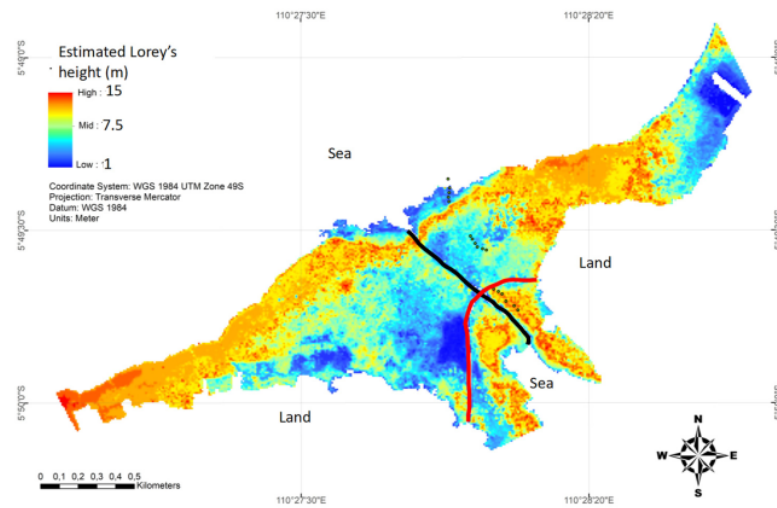 110°27'30"E
110°28'20"E
Estimated Lorey's
height (m)
High : 15
Mid : 7.5
Low : 1
Coordinate System: WGS 1984 UTM Zone 49S
Projection: Transverse Mercator
Datum: WGS 1984
Units: Meter
Sea
Land
Sea
Land
5°49'0"S
5°50'0"S
N
W
E
S
0 0,1 0,2 0,3 0,4 0,5
Kilometers
110°27'30"E
110°28'20"E